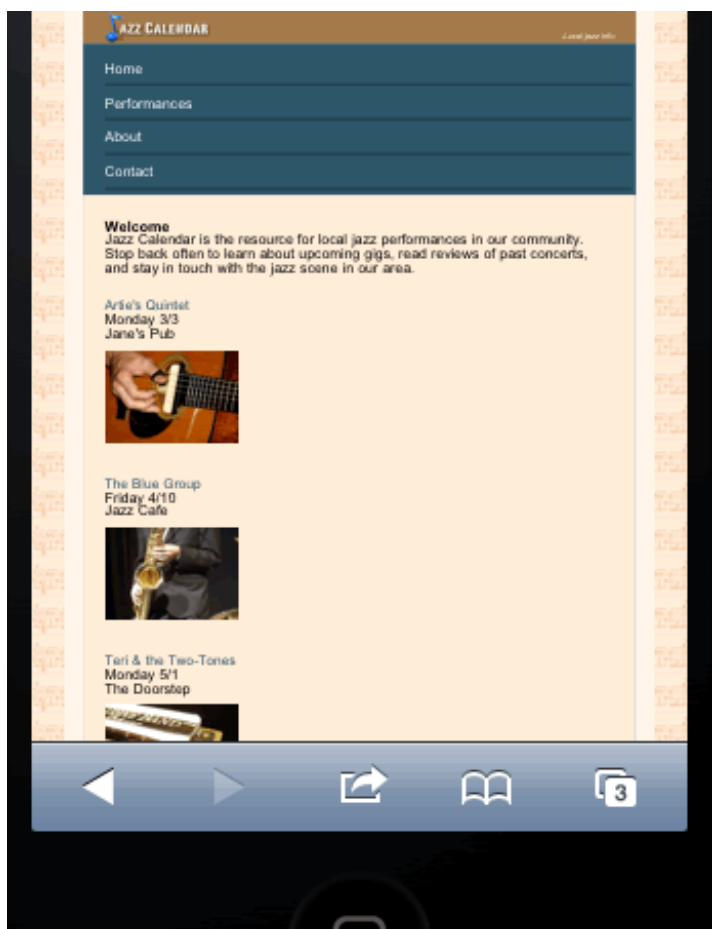 JAZZ CALENDAR
Local jazz info
Home
Performances
About
Contact
Welcome
Jazz Calendar is the resource for local jazz performances in our community.
Stop back often to learn about upcoming gigs, read reviews of past concerts,
and stay in touch with the jazz scene in our area.
Artie's Quintet
Monday 3/3
Jane's Pub
The Blue Group
Friday 4/10
Jazz Cafe
Teri & the Two-Tones
Monday 5/1
The Doorstep
3